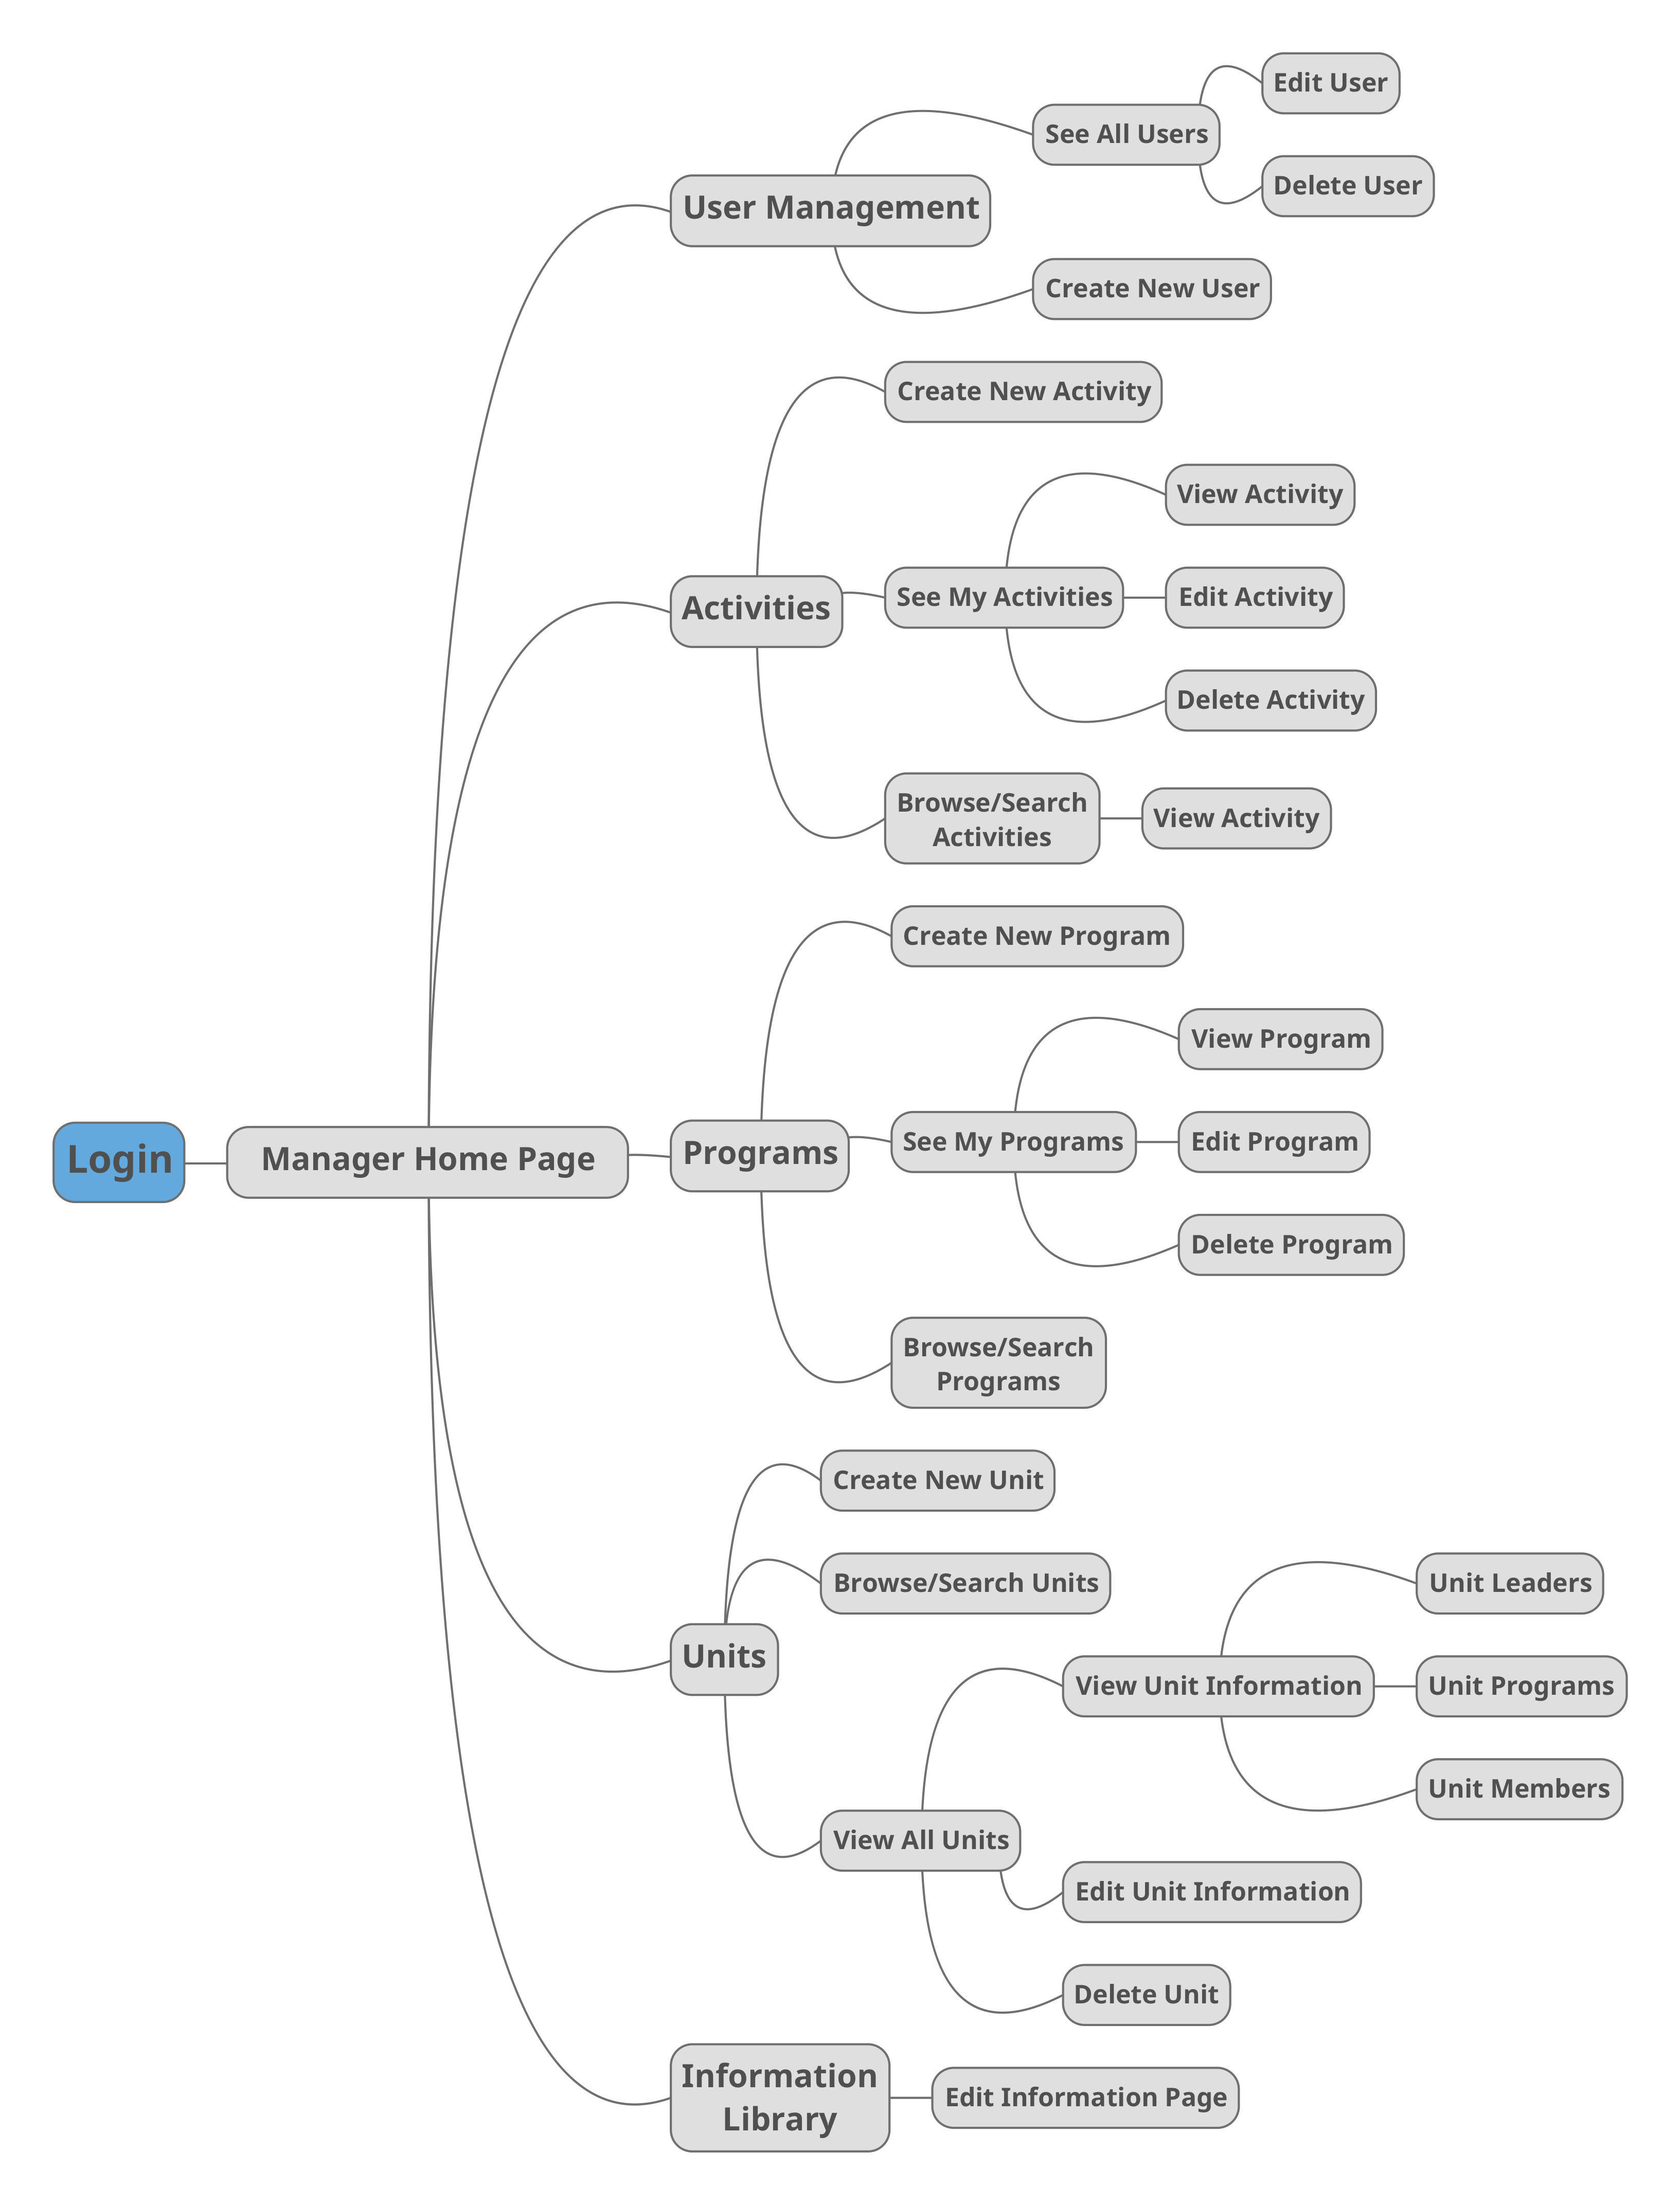 Login
Manager Home Page
User Management
See All Users
Edit User
Delete User
Create New User
Activities
Create New Activity
See My Activities
View Activity
Edit Activity
Delete Activity
Browse/Search
Activities
View Activity
Programs
Create New Program
See My Programs
View Program
Edit Program
Delete Program
Browse/Search
Programs
Units
Create New Unit
Browse/Search Units
View All Units
View Unit Information
Unit Leaders
Unit Programs
Unit Members
Edit Unit Information
Delete Unit
Information
Library
Edit Information Page